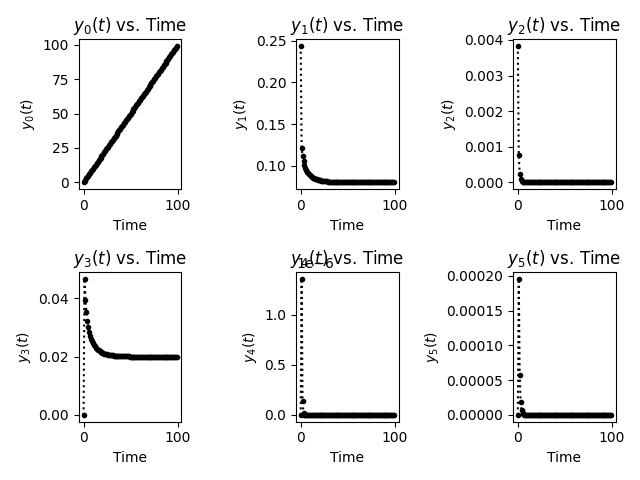 y₀(t) vs. Time
y₁(t) vs. Time
y₂(t) vs. Time
100
75
50
25
0
y₀(t)
0
100
Time
0.25
0.20
0.15
0.10
y₁(t)
0
100
Time
0.004
0.003
0.002
0.001
0.000
y₂(t)
0
100
Time
y₃(t) vs. Time
y₄(t) vs. Time
1e−6
y₅(t) vs. Time
0.04
0.02
0.00
y₃(t)
0
100
Time
1.0
0.5
0.0
y₄(t)
0
100
Time
0.00020
0.00015
0.00010
0.00005
0.00000
y₅(t)
0
100
Time